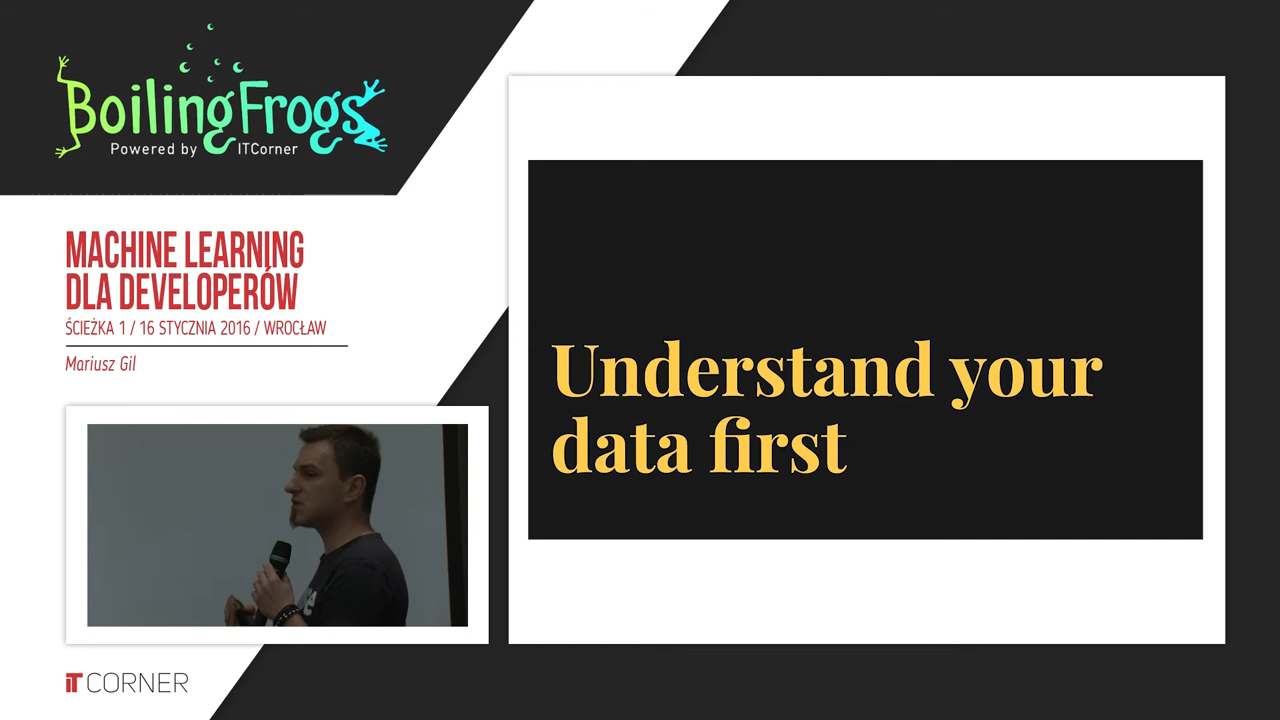 BoilingFrogs
Powered by ITCorner
MACHINE LEARNING
DLA DEVELOPERÓW
ŚCIEŻKA 1 / 16 STYCZNIA 2016 / WROCŁAW
Mariusz Gil
Understand your
data first
iT CORNER